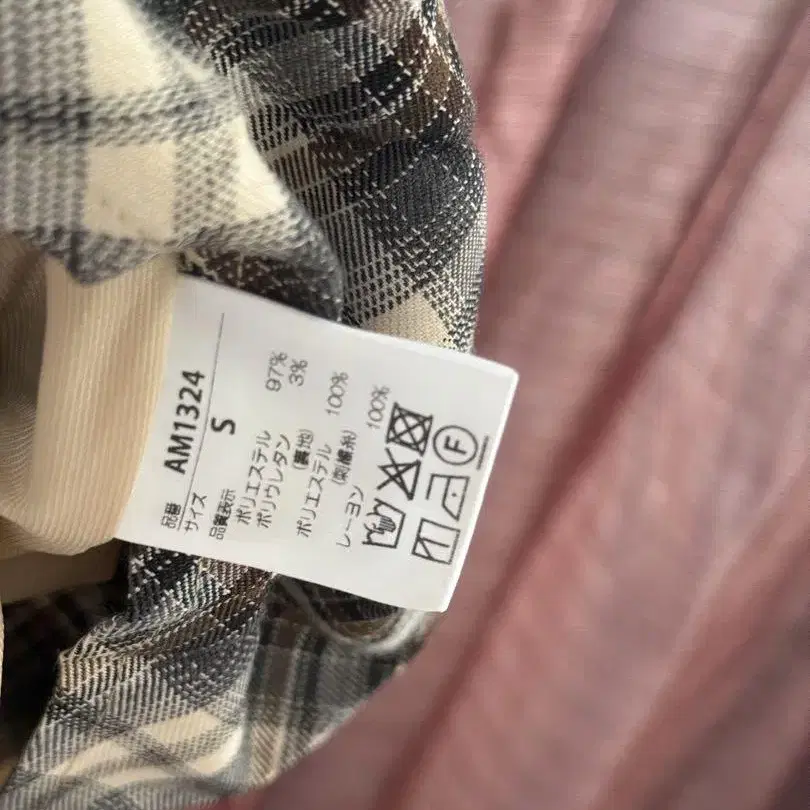 品番 AM1324
サイズ S
品質表示
ポリエステル 97%
ポリウレタン 3%
(裏地)
ポリエステル 100%
(刺繍糸)
レーヨン 100%
F